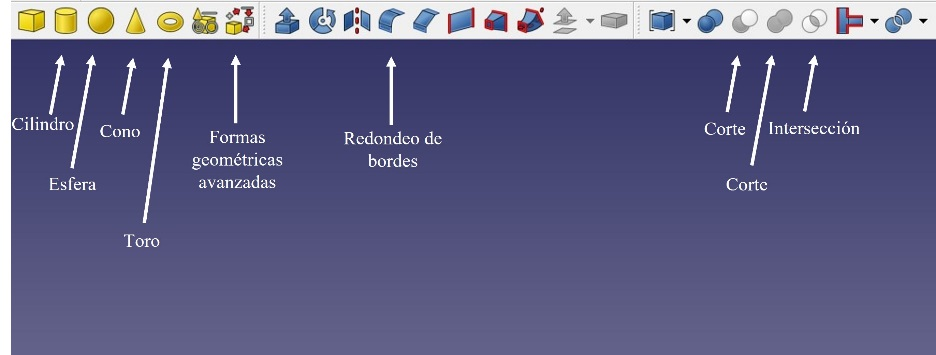 Cilindro
Cono
Formas
geométricas
avanzadas
Redondeo de
bordes
Corte
Intersección
Esfera
Corte
Toro